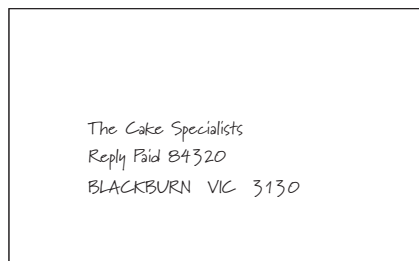 The Cake Specialists
Reply Paid 84320
BLACKBURN VIC 3130